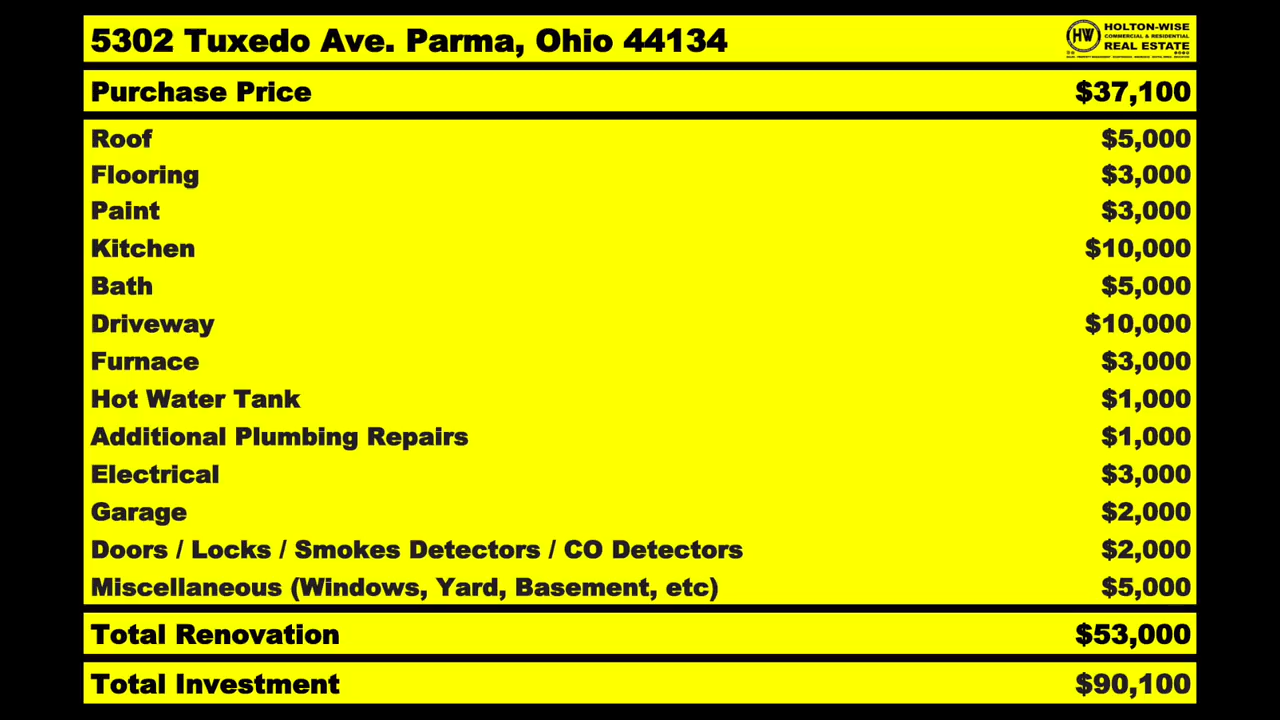 5302 Tuxedo Ave. Parma, Ohio 44134
HW
HOLTON-WISE
COMMERCIAL & RESIDENTIAL
REAL ESTATE
Purchase Price $37,100
Roof $5,000
Flooring $3,000
Paint $3,000
Kitchen $10,000
Bath $5,000
Driveway $10,000
Furnace $3,000
Hot Water Tank $1,000
Additional Plumbing Repairs $1,000
Electrical $3,000
Garage $2,000
Doors / Locks / Smokes Detectors / CO Detectors $2,000
Miscellaneous (Windows, Yard, Basement, etc) $5,000
Total Renovation $53,000
Total Investment $90,100